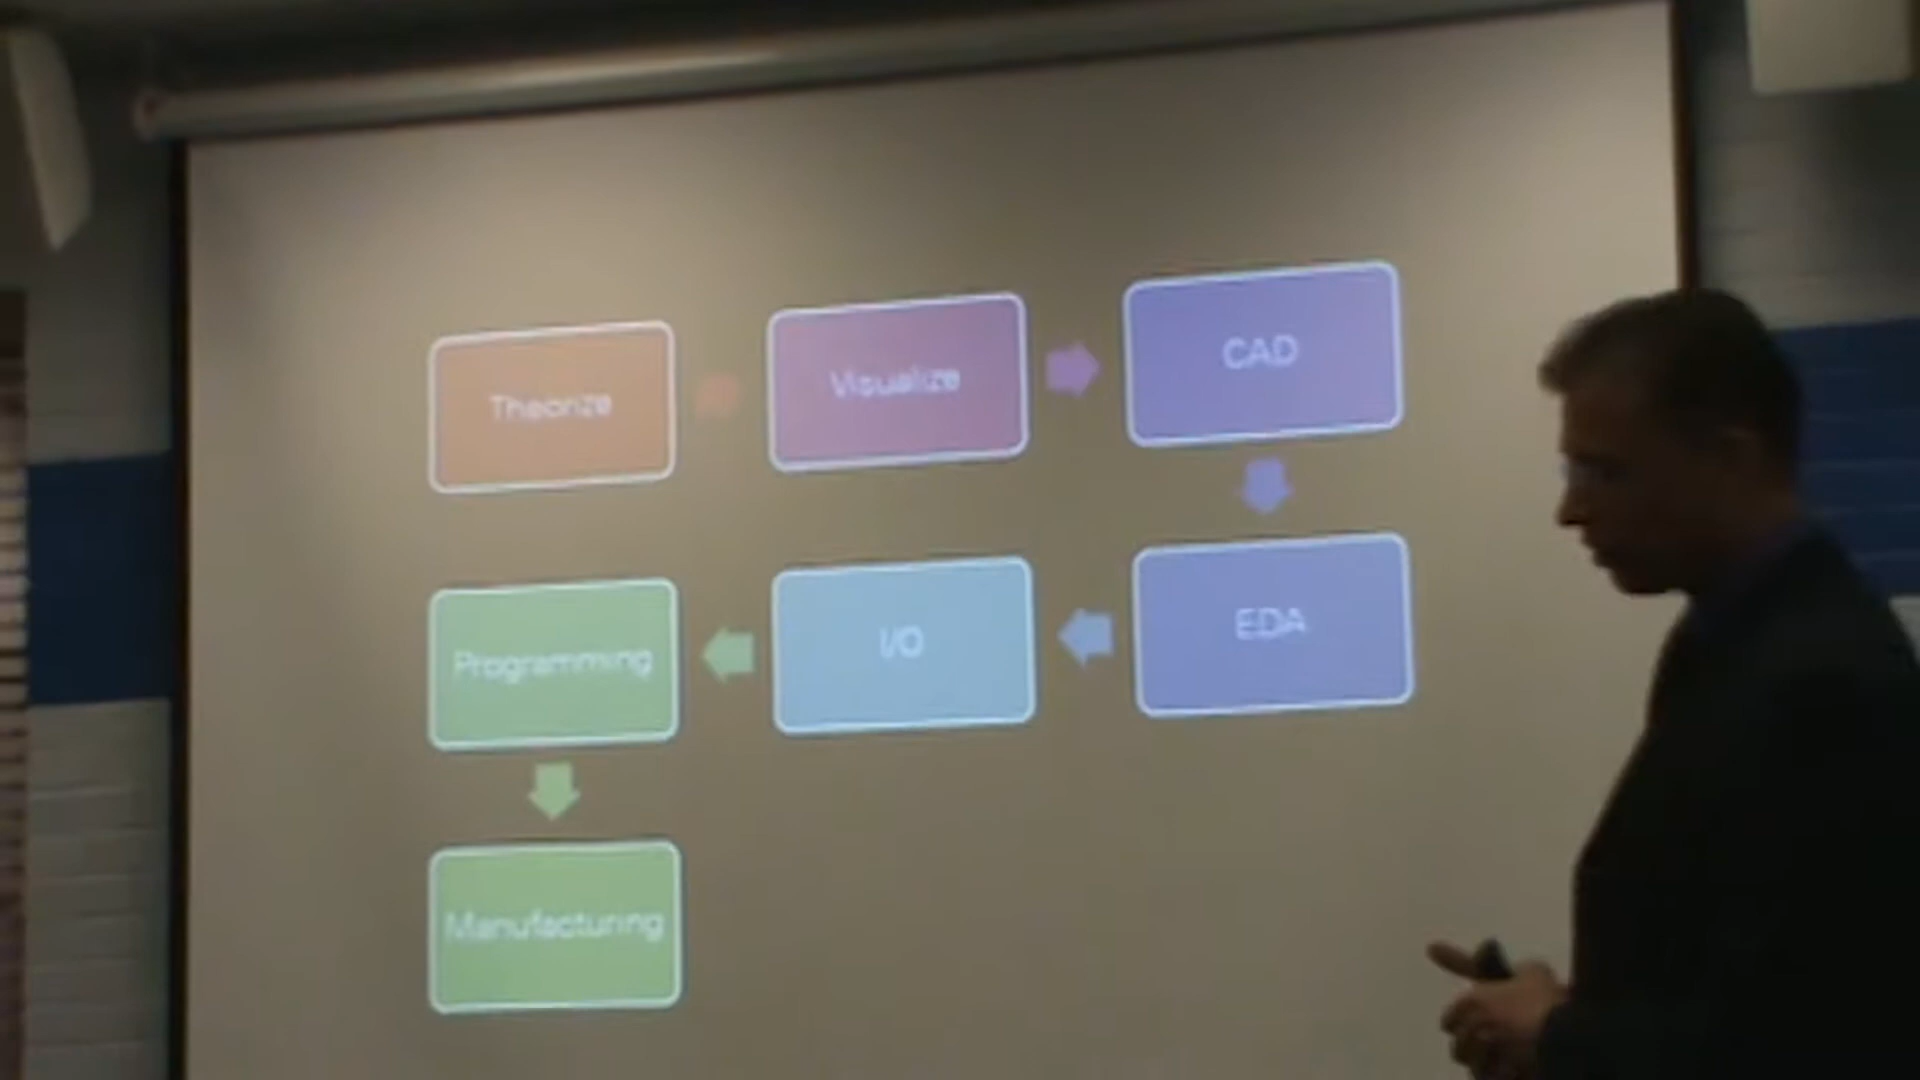 Theorize
Visualize
CAD
EDA
I/O
Programming
Manufacturing